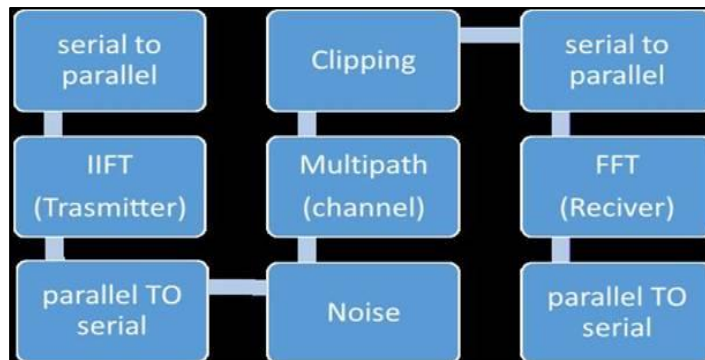 serial to
parallel
IIFT
(Trasmitter)
parallel TO
serial
Noise
Multipath
(channel)
Clipping
serial to
parallel
FFT
(Reciver)
parallel TO
serial